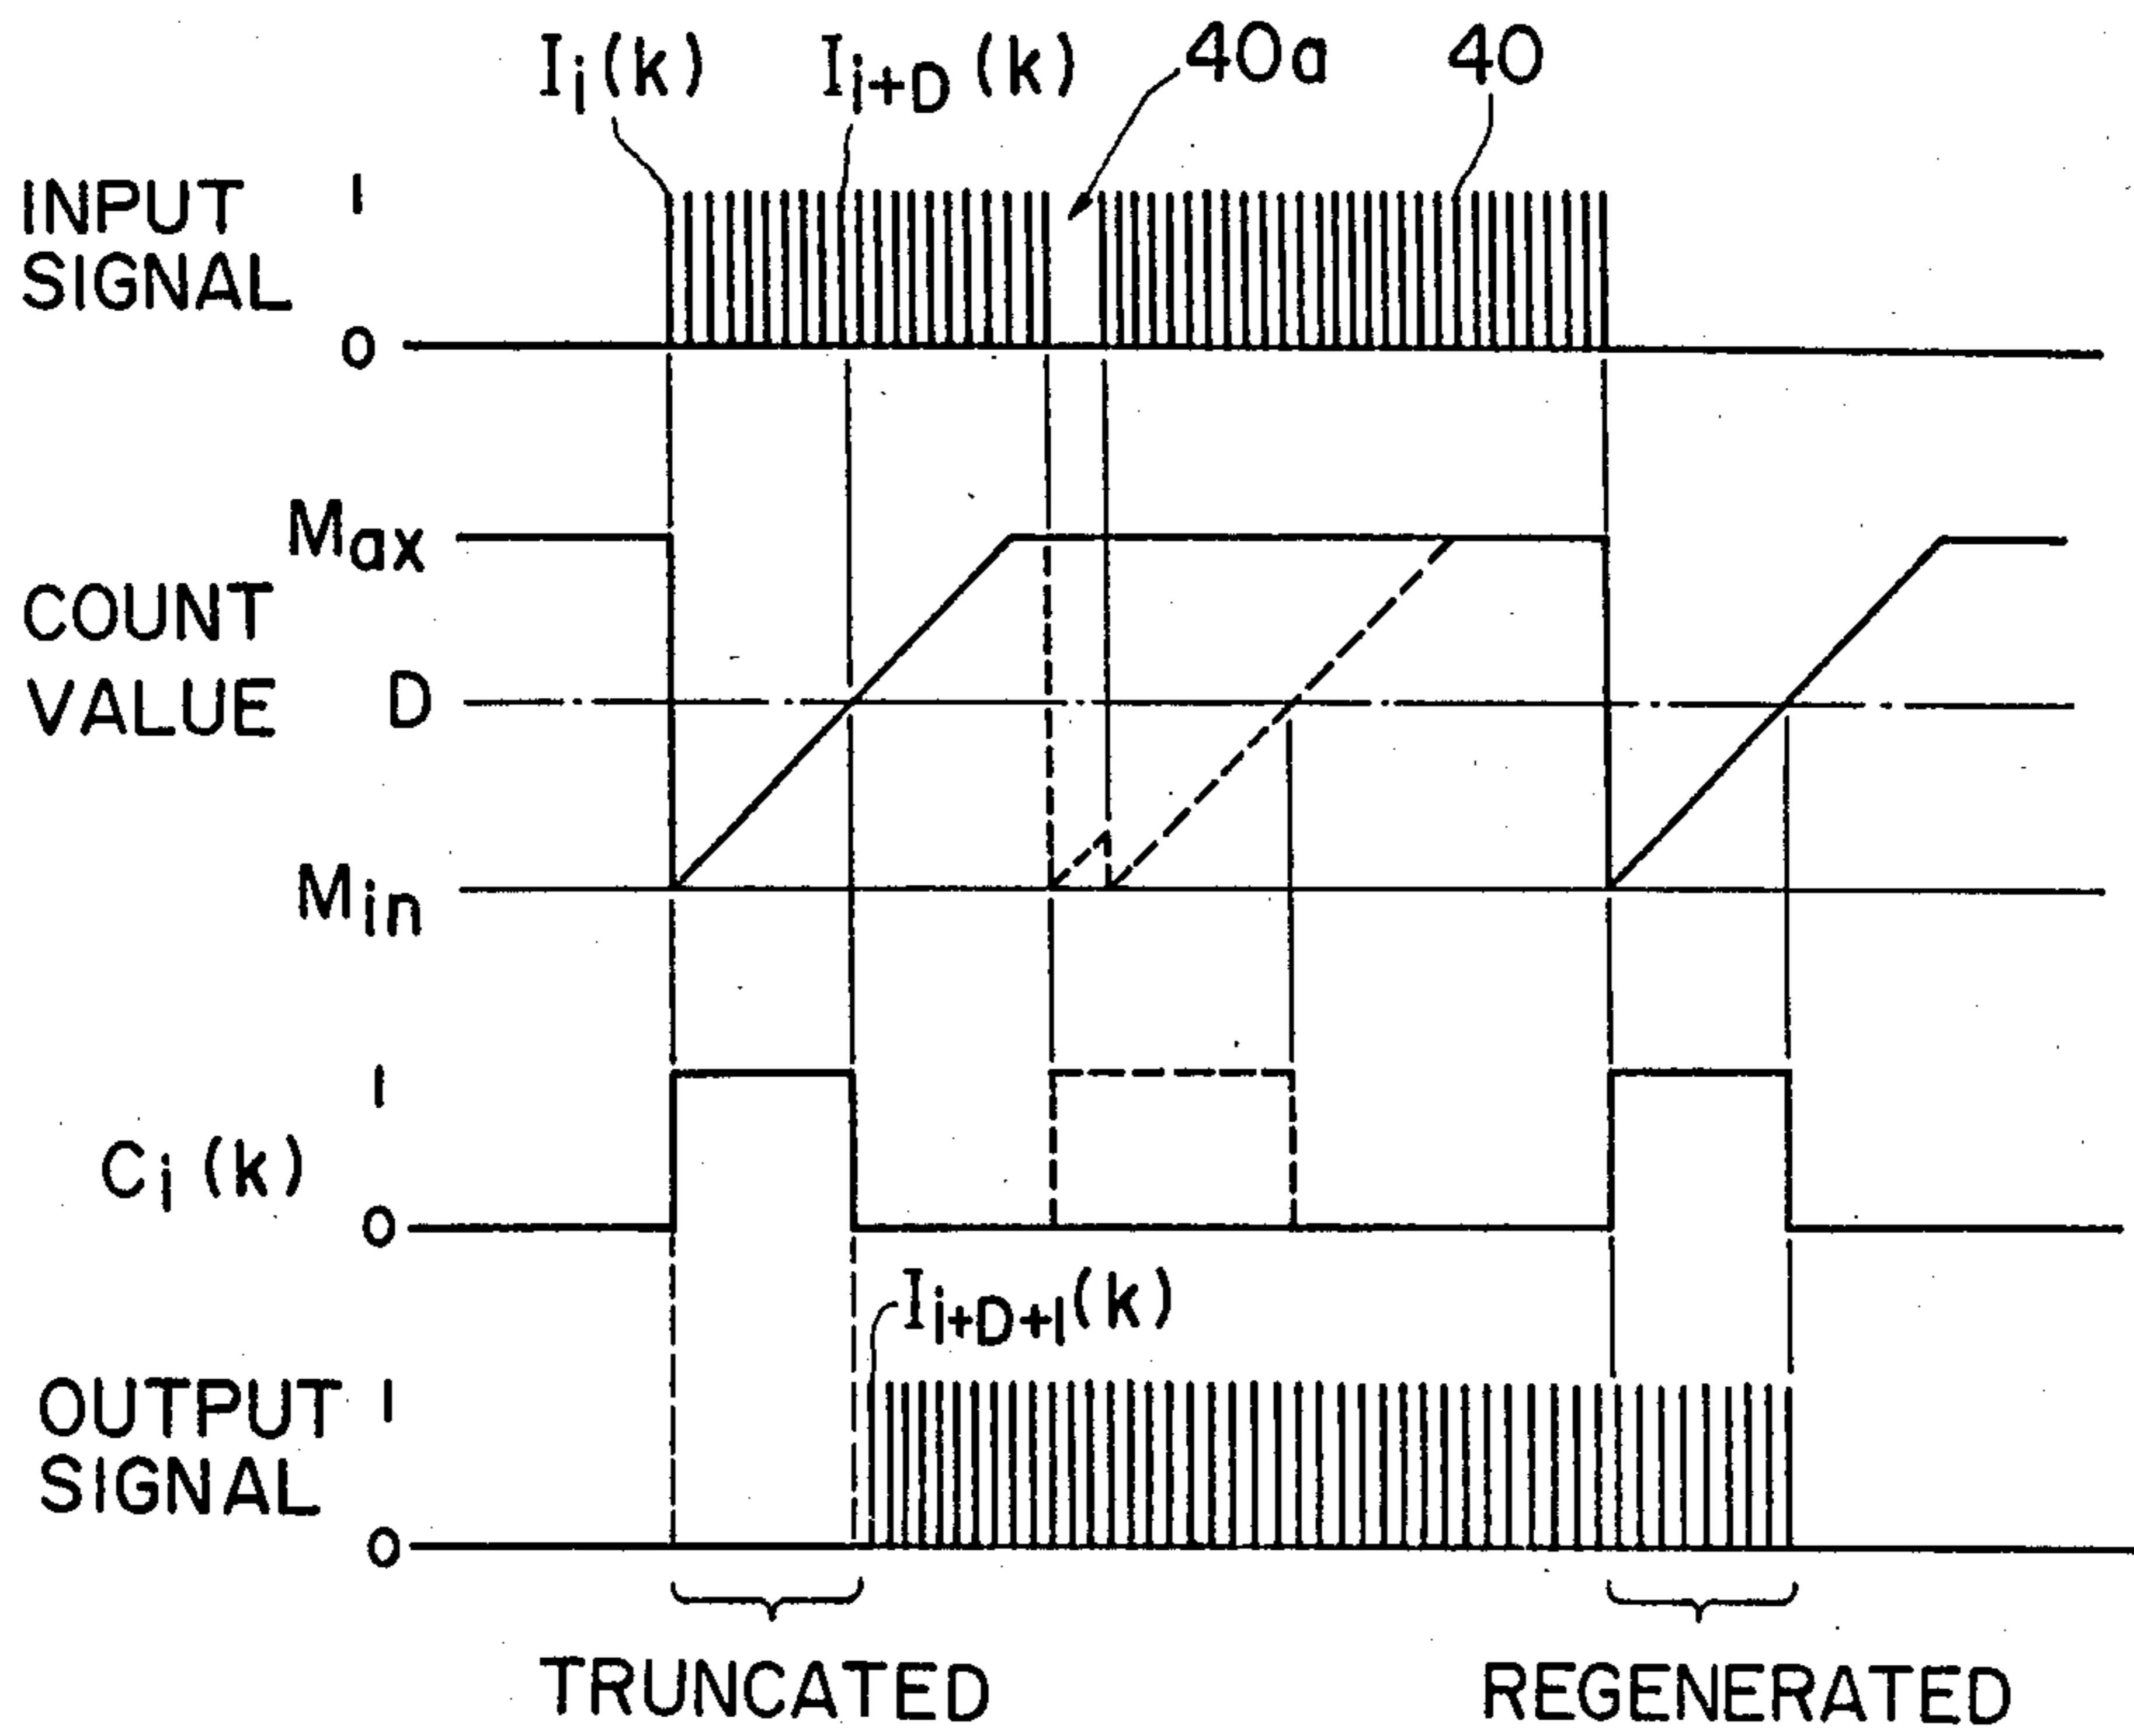 Ii(k) Ii+D(k) 40a 40
INPUT SIGNAL 1
0
Max
COUNT VALUE
D
Min
1
Ci(k)
0
Ii+D+1(k)
OUTPUT SIGNAL 1
0
TRUNCATED REGENERATED